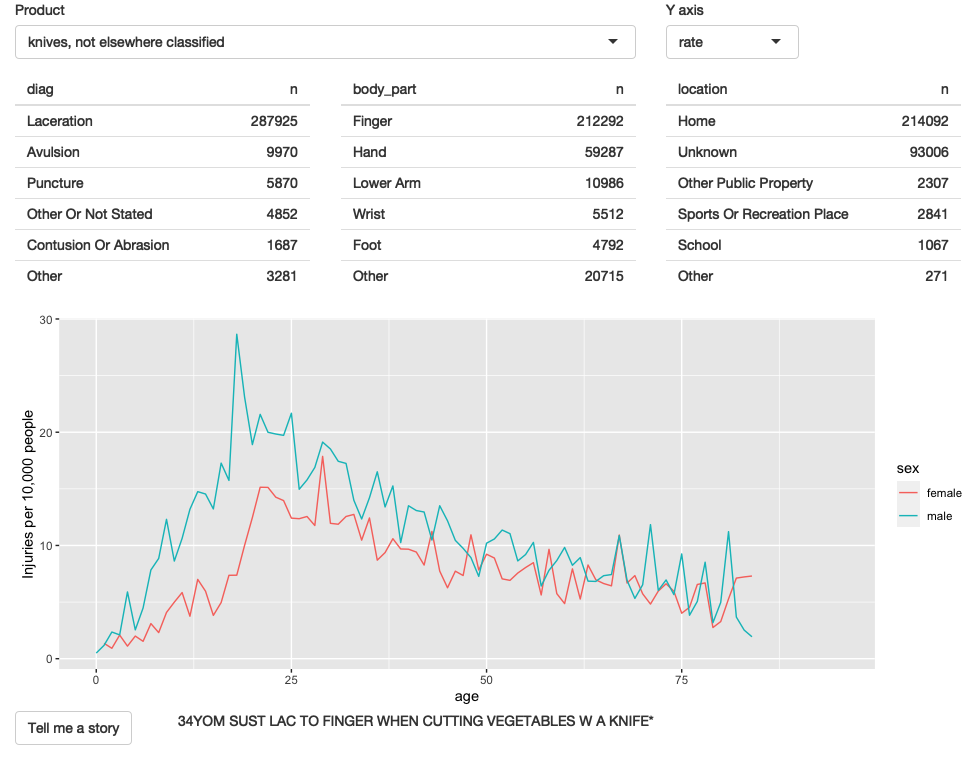 Product
Y axis
knives, not elsewhere classified
rate
diag n
Laceration 287925
Avulsion 9970
Puncture 5870
Other Or Not Stated 4852
Contusion Or Abrasion 1687
Other 3281
body_part n
Finger 212292
Hand 59287
Lower Arm 10986
Wrist 5512
Foot 4792
Other 20715
location n
Home 214092
Unknown 93006
Other Public Property 2307
Sports Or Recreation Place 2841
School 1067
Other 271
Injuries per 10,000 people
30
20
10
0
0 25 50 75
age
sex
female
male
Tell me a story
34YOM SUST LAC TO FINGER WHEN CUTTING VEGETABLES W A KNIFE*